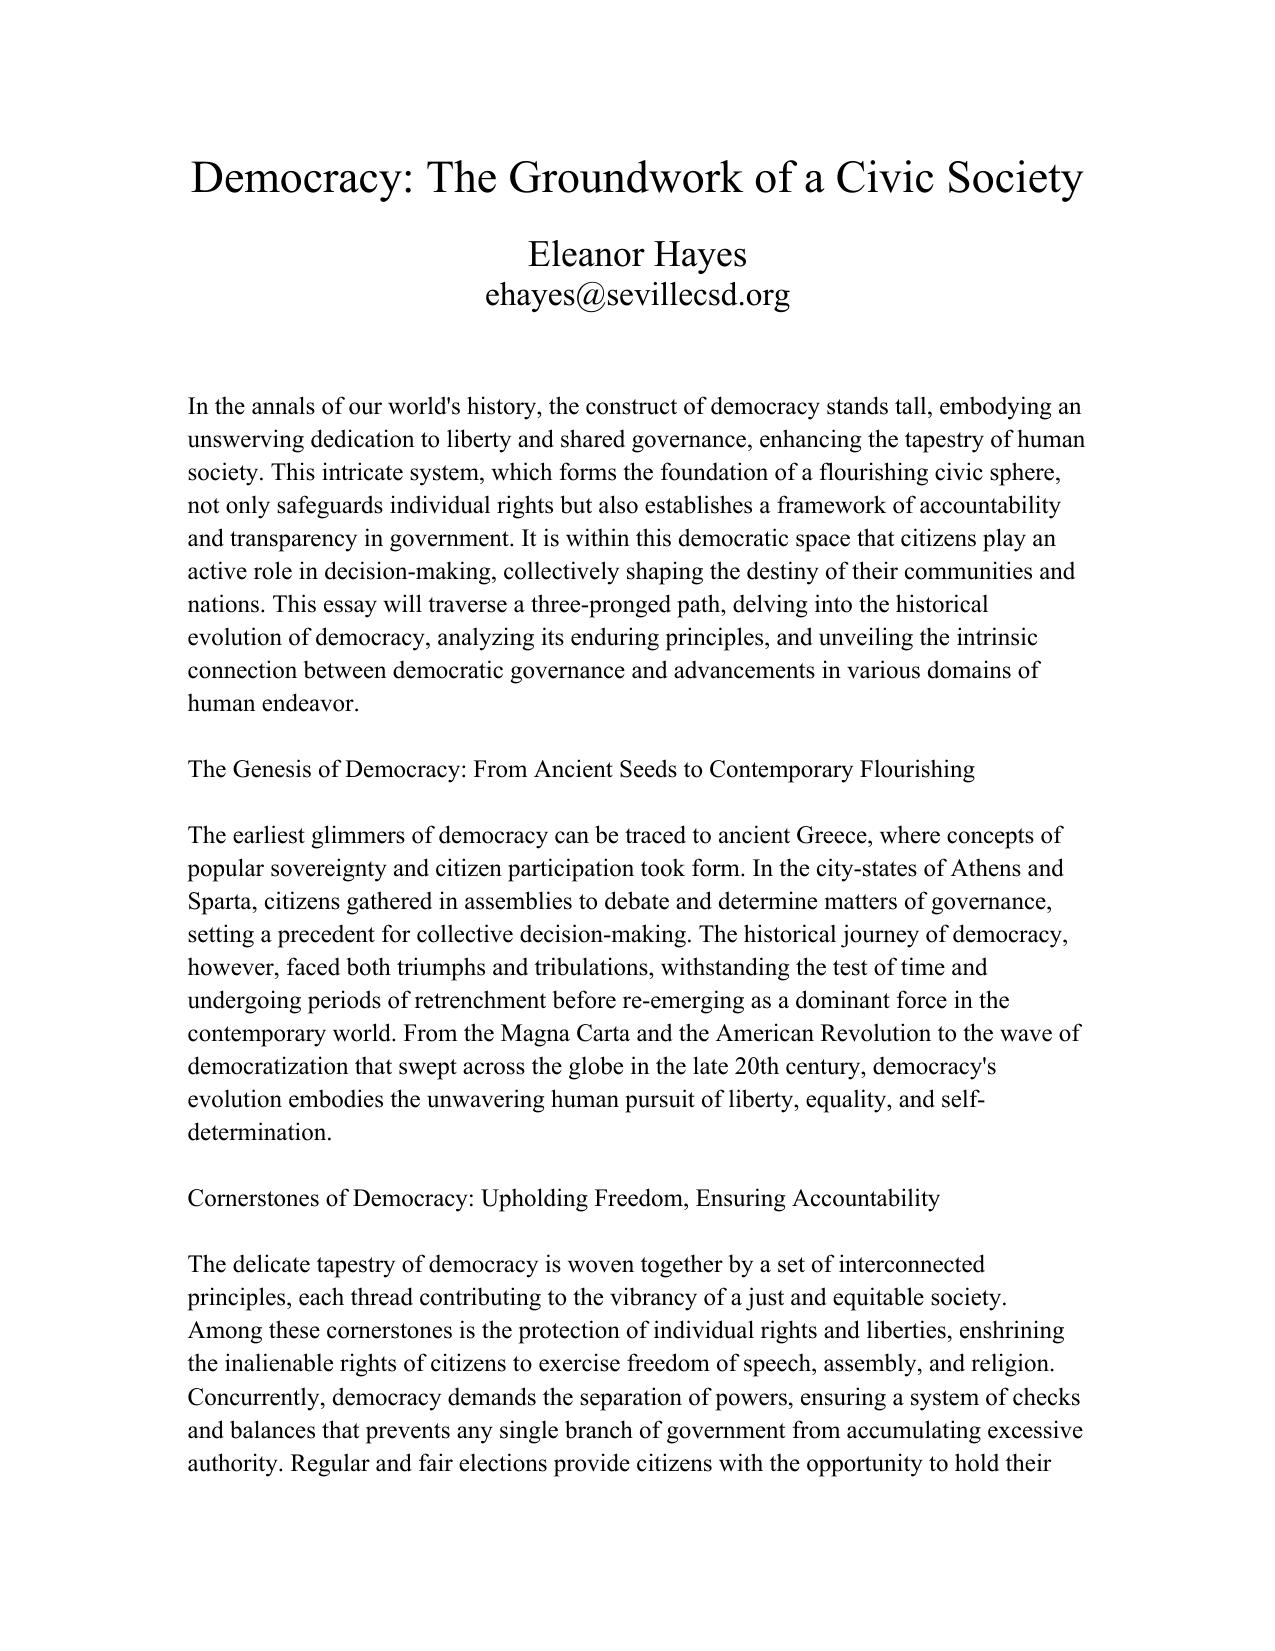 Democracy: The Groundwork of a Civic Society
Eleanor Hayes
ehayes@sevillecsd.org
In the annals of our world's history, the construct of democracy stands tall, embodying an
unswerving dedication to liberty and shared governance, enhancing the tapestry of human
society. This intricate system, which forms the foundation of a flourishing civic sphere,
not only safeguards individual rights but also establishes a framework of accountability
and transparency in government. It is within this democratic space that citizens play an
active role in decision-making, collectively shaping the destiny of their communities and
nations. This essay will traverse a three-pronged path, delving into the historical
evolution of democracy, analyzing its enduring principles, and unveiling the intrinsic
connection between democratic governance and advancements in various domains of
human endeavor.
The Genesis of Democracy: From Ancient Seeds to Contemporary Flourishing
The earliest glimmers of democracy can be traced to ancient Greece, where concepts of
popular sovereignty and citizen participation took form. In the city-states of Athens and
Sparta, citizens gathered in assemblies to debate and determine matters of governance,
setting a precedent for collective decision-making. The historical journey of democracy,
however, faced both triumphs and tribulations, withstanding the test of time and
undergoing periods of retrenchment before re-emerging as a dominant force in the
contemporary world. From the Magna Carta and the American Revolution to the wave of
democratization that swept across the globe in the late 20th century, democracy's
evolution embodies the unwavering human pursuit of liberty, equality, and self-
determination.
Cornerstones of Democracy: Upholding Freedom, Ensuring Accountability
The delicate tapestry of democracy is woven together by a set of interconnected
principles, each thread contributing to the vibrancy of a just and equitable society.
Among these cornerstones is the protection of individual rights and liberties, enshrining
the inalienable rights of citizens to exercise freedom of speech, assembly, and religion.
Concurrently, democracy demands the separation of powers, ensuring a system of checks
and balances that prevents any single branch of government from accumulating excessive
authority. Regular and fair elections provide citizens with the opportunity to hold their